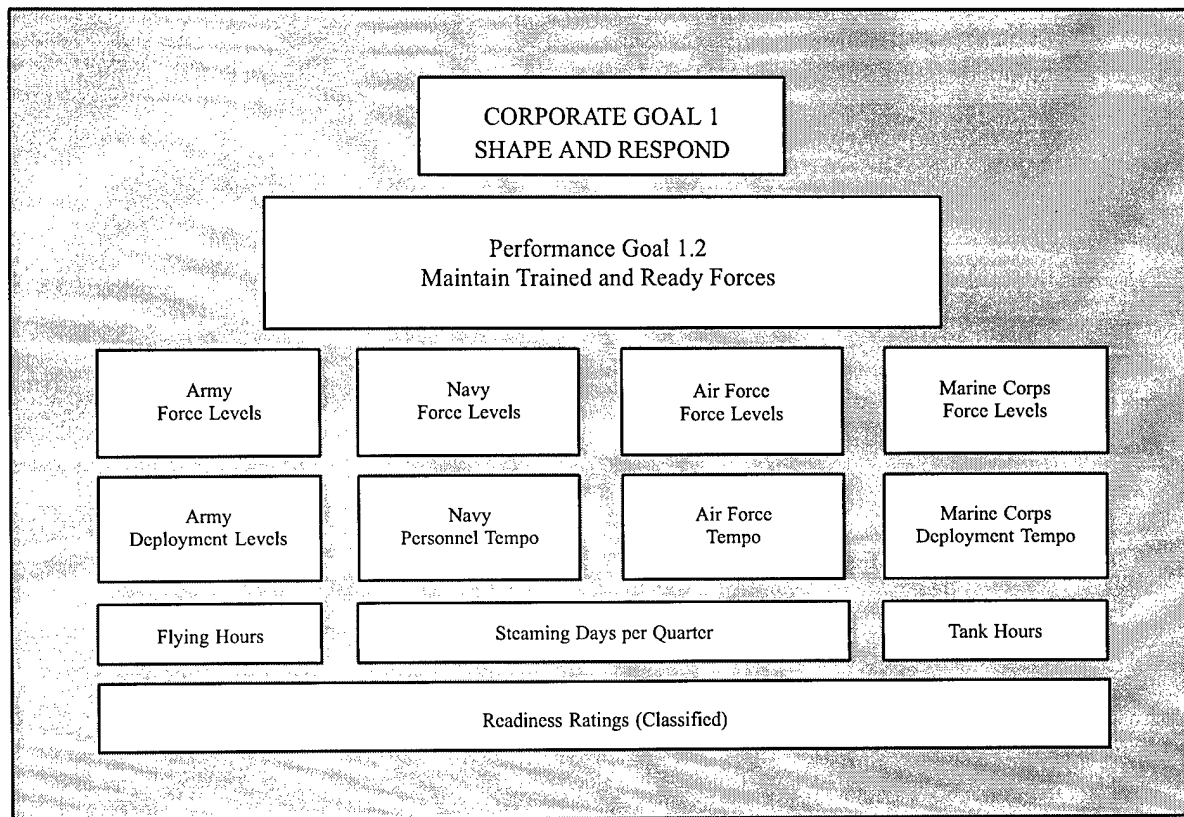 CORPORATE GOAL 1
SHAPE AND RESPOND
Performance Goal 1.2
Maintain Trained and Ready Forces
Army
Force Levels
Navy
Force Levels
Air Force
Force Levels
Marine Corps
Force Levels
Army
Deployment Levels
Navy
Personnel Tempo
Air Force
Tempo
Marine Corps
Deployment Tempo
Flying Hours
Steaming Days per Quarter
Tank Hours
Readiness Ratings (Classified)